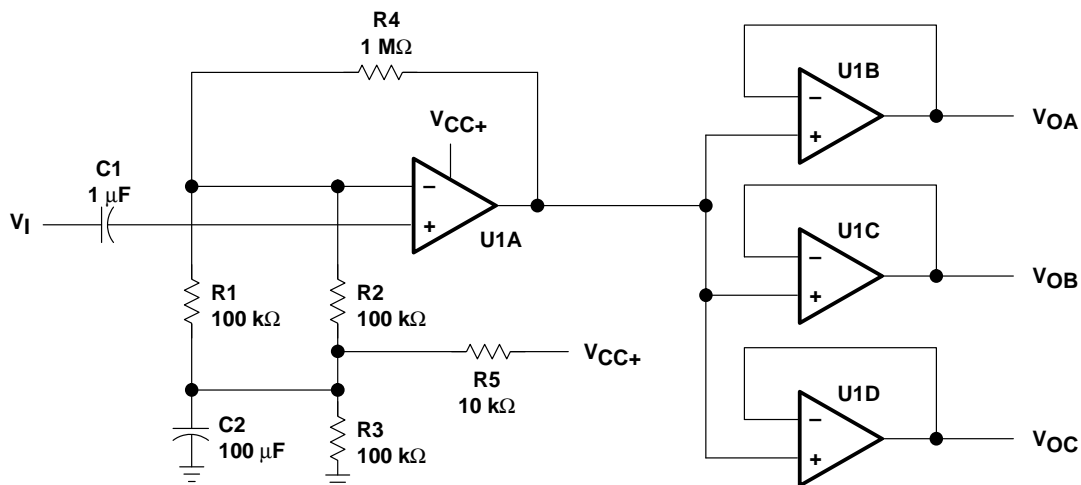 R4
1 MΩ
VCC+
−
+
U1A
C1
1 μF
VI
R1
100 kΩ
R2
100 kΩ
VCC+
R5
10 kΩ
C2
100 μF
R3
100 kΩ
U1B
−
+
VOA
U1C
−
+
VOB
U1D
−
+
VOC